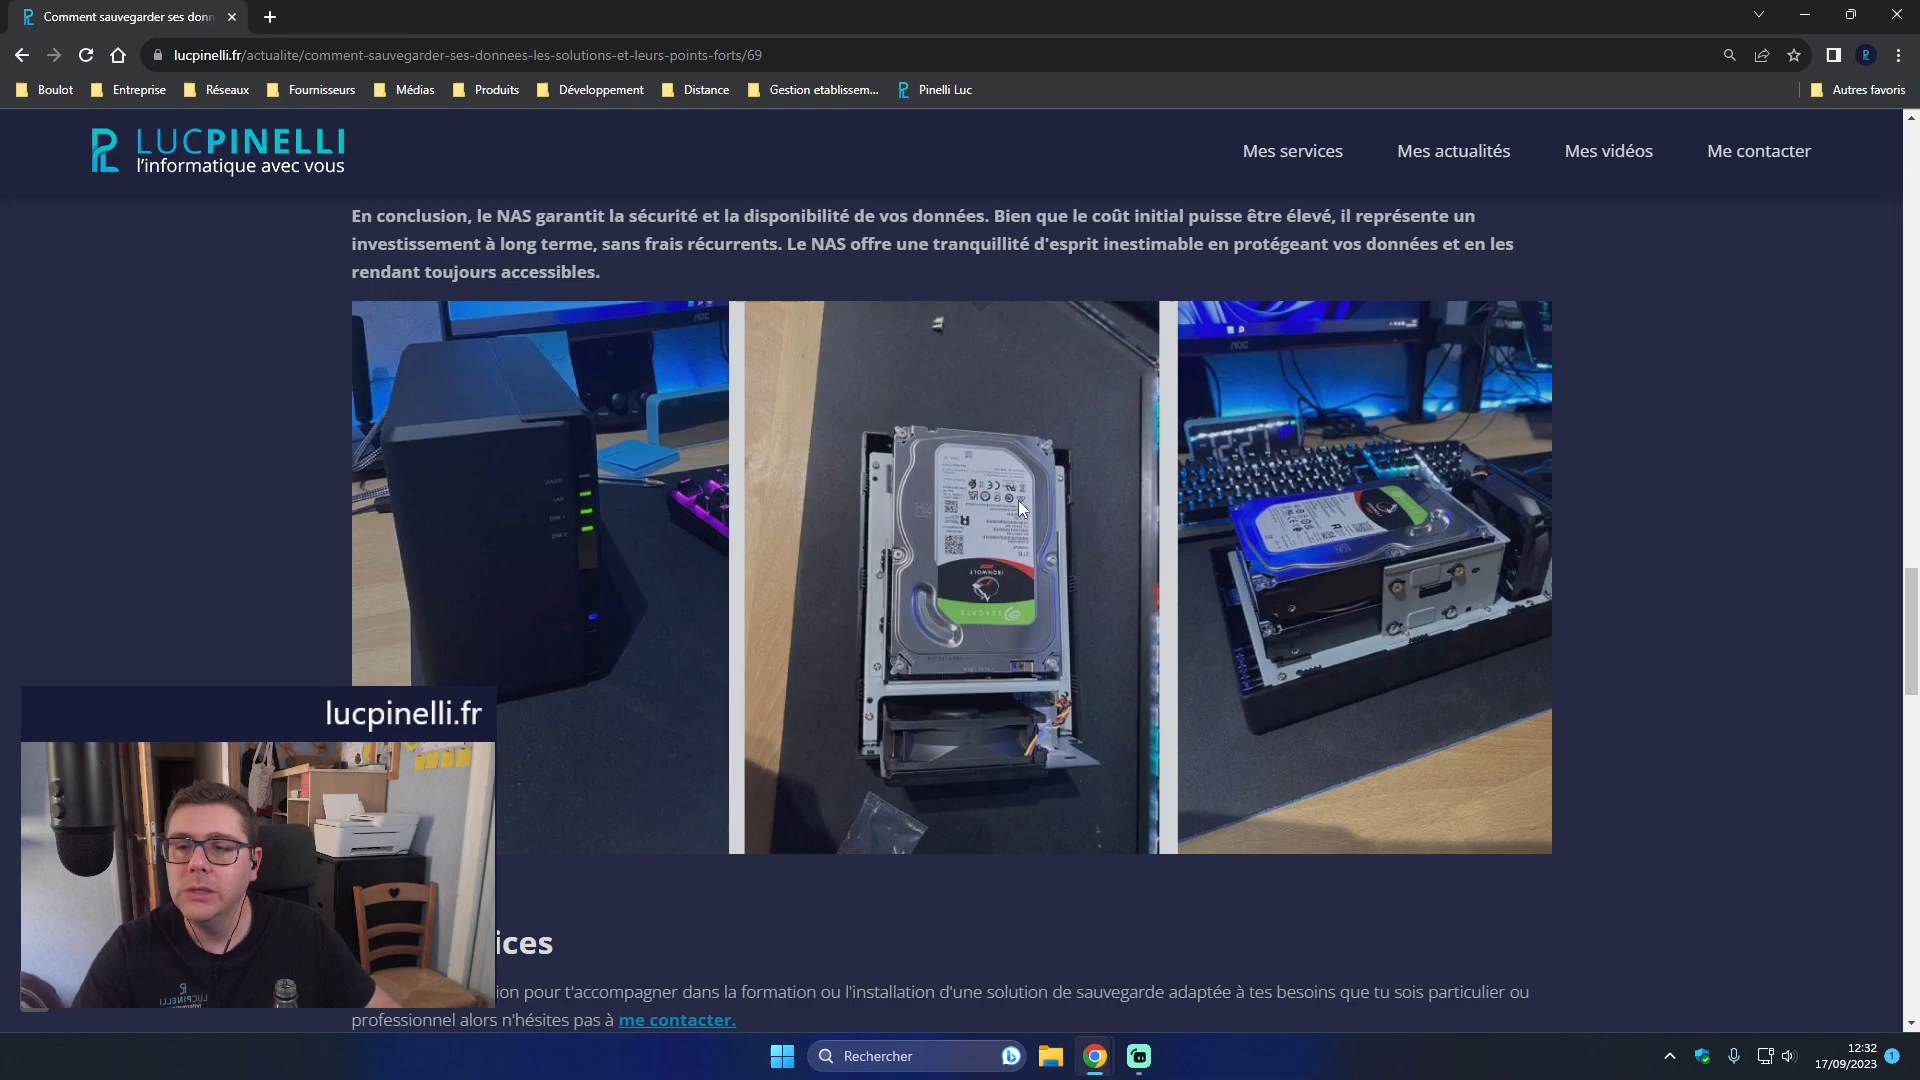 Comment sauvegarder ses donn
lucpinelli.fr/actualite/comment-sauvegarder-ses-donnees-les-solutions-et-leurs-points-forts/69
Boulot Entreprise Réseaux Fournisseurs Médias Produits Développement Distance Gestion etablissem... Pinelli Luc Autres favoris
LUCPINELLI
l'informatique avec vous
Mes services Mes actualités Mes vidéos Me contacter
En conclusion, le NAS garantit la sécurité et la disponibilité de vos données. Bien que le coût initial puisse être élevé, il représente un
investissement à long terme, sans frais récurrents. Le NAS offre une tranquillité d'esprit inestimable en protégeant vos données et en les
rendant toujours accessibles.
AOC
AOC
IRONWOLF
SEAGATE
lucpinelli.fr
LUCPINELLI
ices
ion pour t'accompagner dans la formation ou l'installation d'une solution de sauvegarde adaptée à tes besoins que tu sois particulier ou
professionnel alors n'hésites pas à me contacter.
Rechercher
12:32
17/09/2023
1